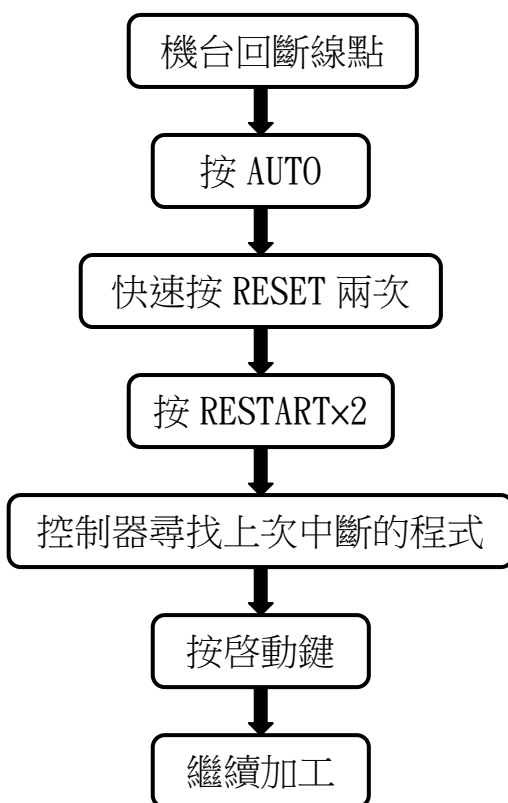 機台回斷線點
按 AUTO
快速按 RESET 兩次
按 RESTART×2
控制器尋找上次中斷的程式
按啓動鍵
繼續加工